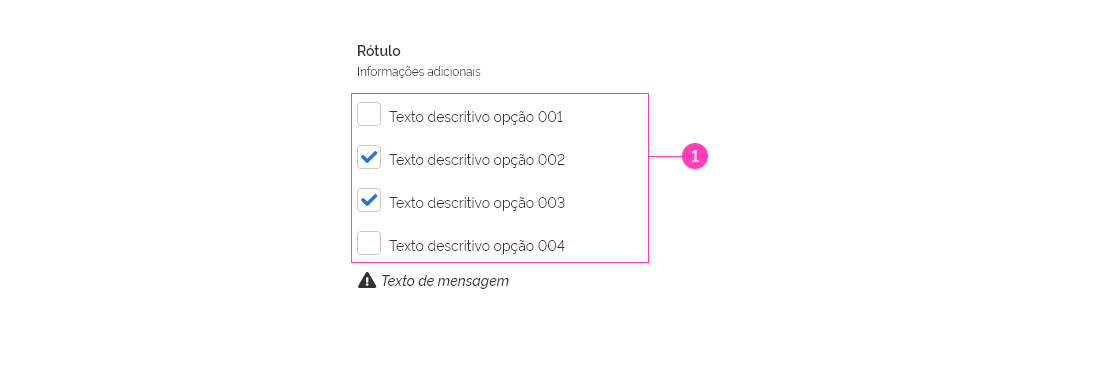 Rótulo
Informações adicionais
Texto descritivo opção 001
Texto descritivo opção 002
1
Texto descritivo opção 003
Texto descritivo opção 004
Texto de mensagem